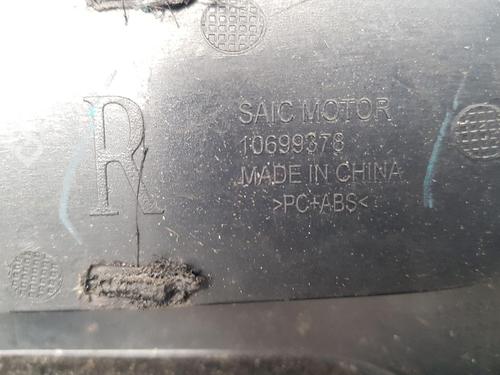 R
SAIC MOTOR
10699378
MADE IN CHINA
>PC+ABS<